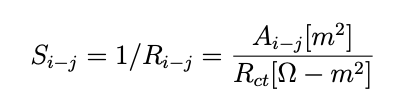 S_{i-j} = 1/R_{i-j} = \frac{A_{i-j}[m^2]}{R_{ct}[\Omega - m^2]}